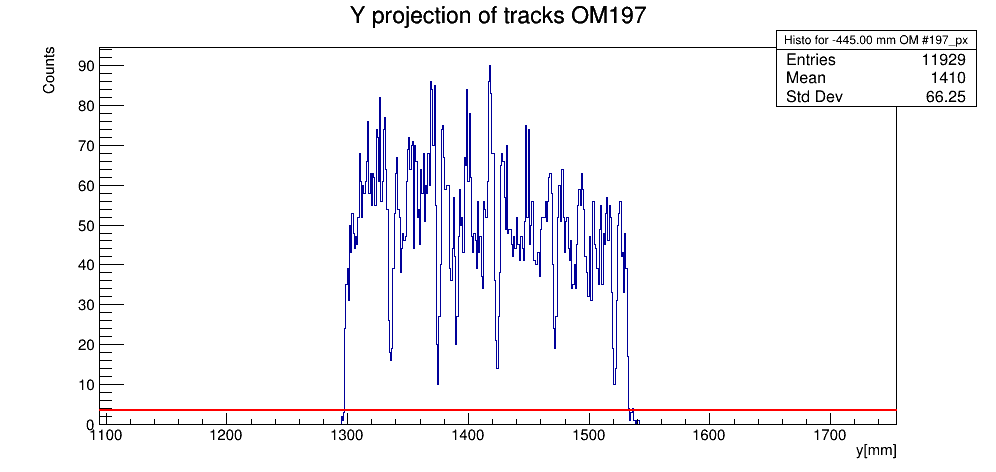 Y projection of tracks OM197
Histo for -445.00 mm OM #197_px
Entries 11929
Mean 1410
Std Dev 66.25
Counts
90
80
70
60
50
40
30
20
10
0
1100 1200 1300 1400 1500 1600 1700
y[mm]